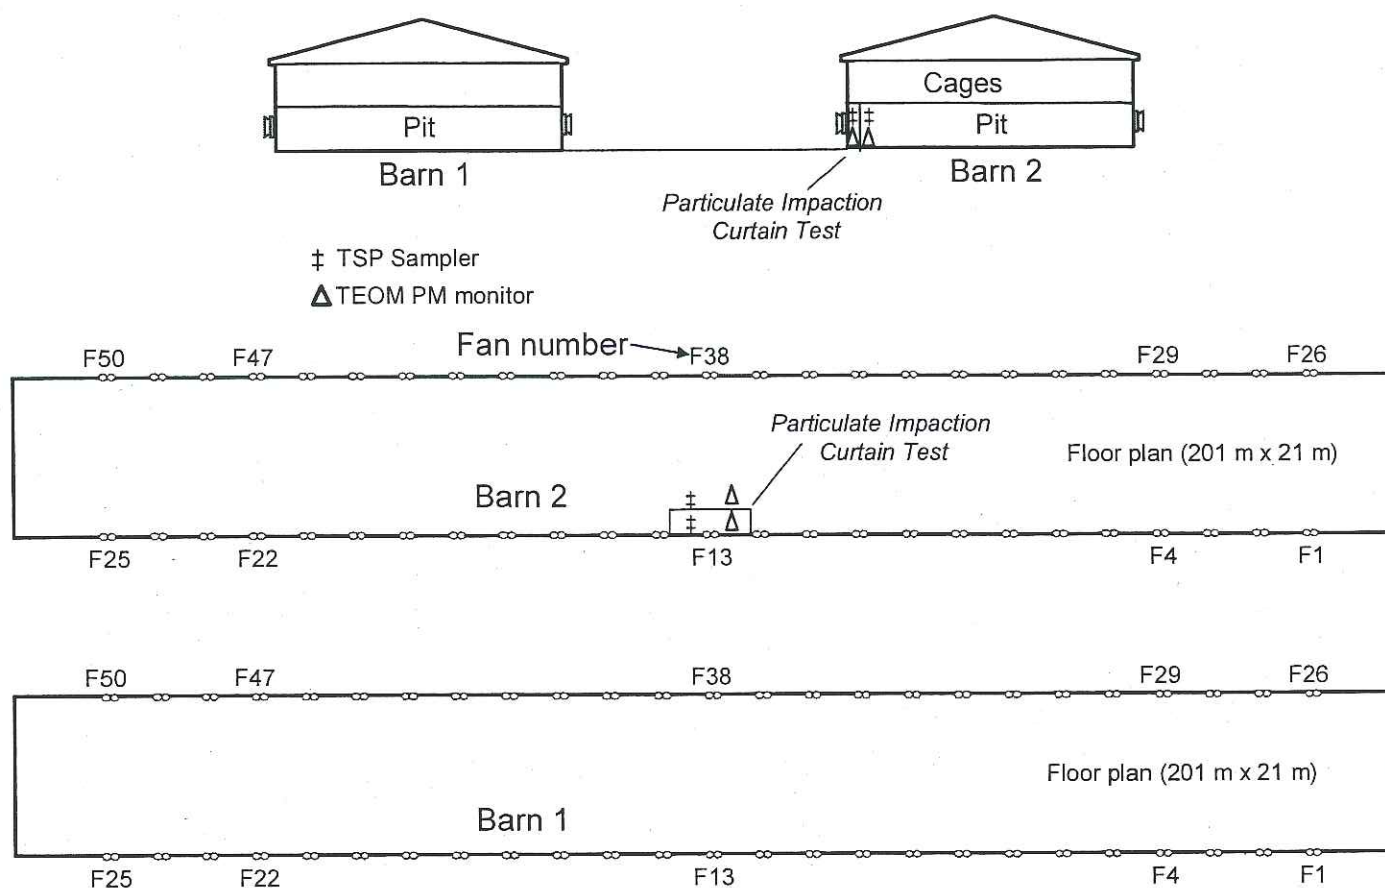 Cages
Pit
Pit
Barn 1
Barn 2
Particulate Impaction
Curtain Test
‡ TSP Sampler
Δ TEOM PM monitor
Fan number
F50
F47
F38
F29
F26
Particulate Impaction
Curtain Test
Floor plan (201 m x 21 m)
Barn 2
F25
F22
F13
F4
F1
F50
F47
F38
F29
F26
Floor plan (201 m x 21 m)
Barn 1
F25
F22
F13
F4
F1